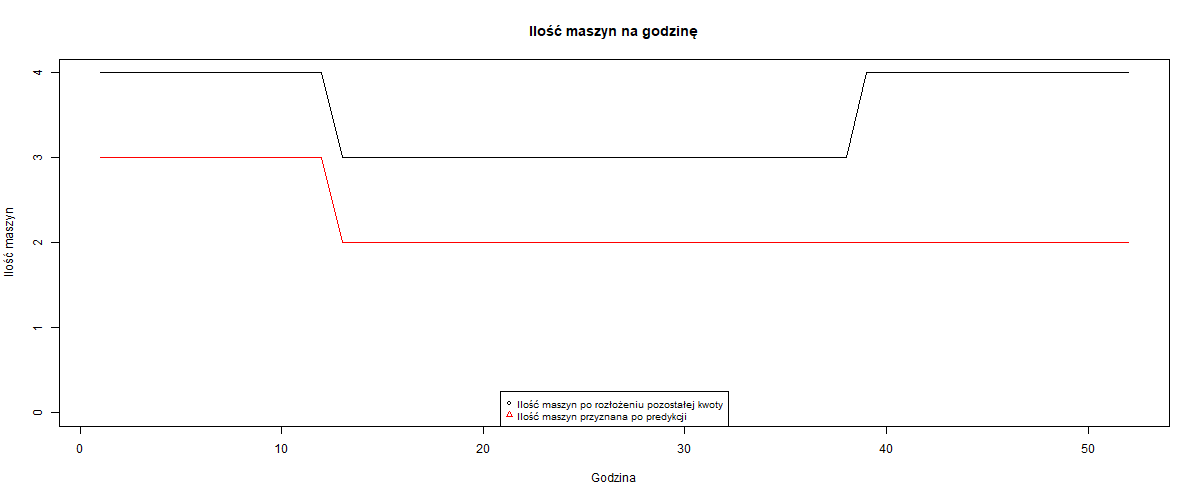 Ilość maszyn na godzinę
Ilość maszyn
4
3
2
1
0
Ilość maszyn po rozłożeniu pozostałej kwoty
Ilość maszyn przyznana po predykcji
0 10 20 30 40 50
Godzina